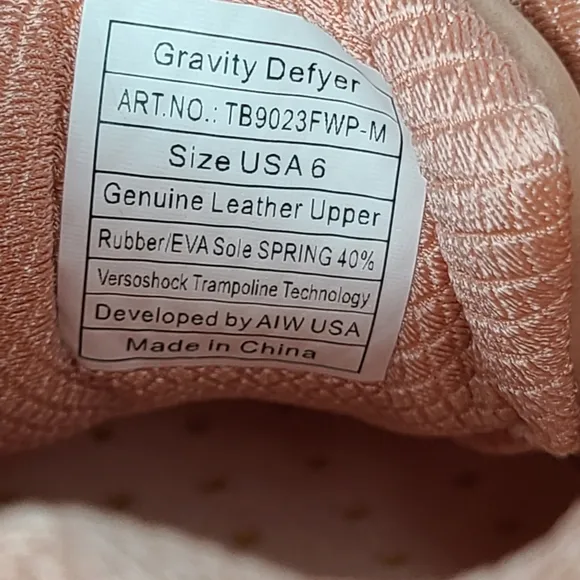 Gravity Defyer
ART.NO.: TB9023FWP-M
Size USA 6
Genuine Leather Upper
Rubber/EVA Sole SPRING 40%
Versoshock Trampoline Technology
Developed by AIW USA
Made in China